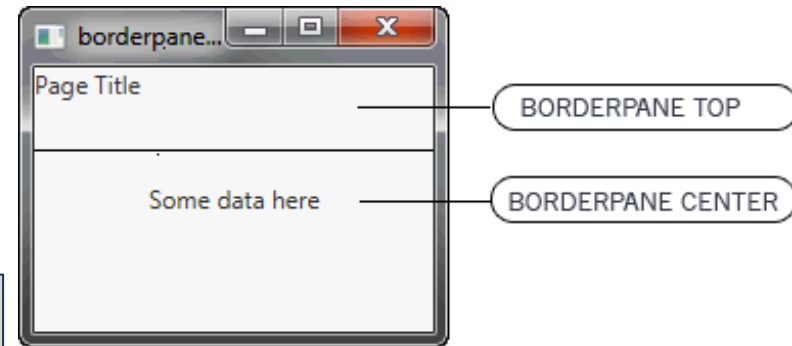 borderpane...
Page Title
BORDERPANE TOP
Some data here
BORDERPANE CENTER